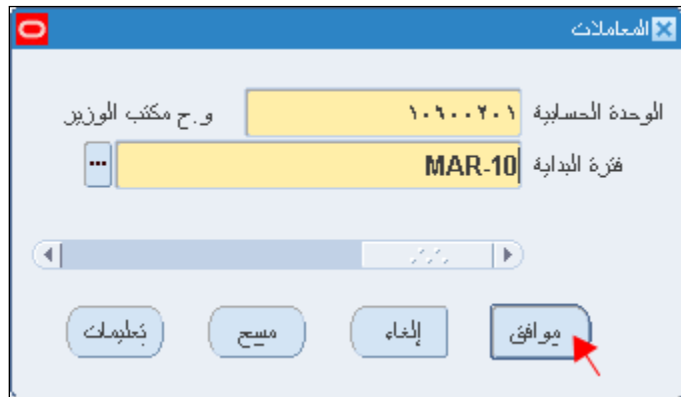 المعاملات
الوحدة الحسابية ١٠٦٠٠٢٠١ و.ح مكتب الوزير
فترة البداية MAR-10 ...
موافق إلغاء مسح تعليمات